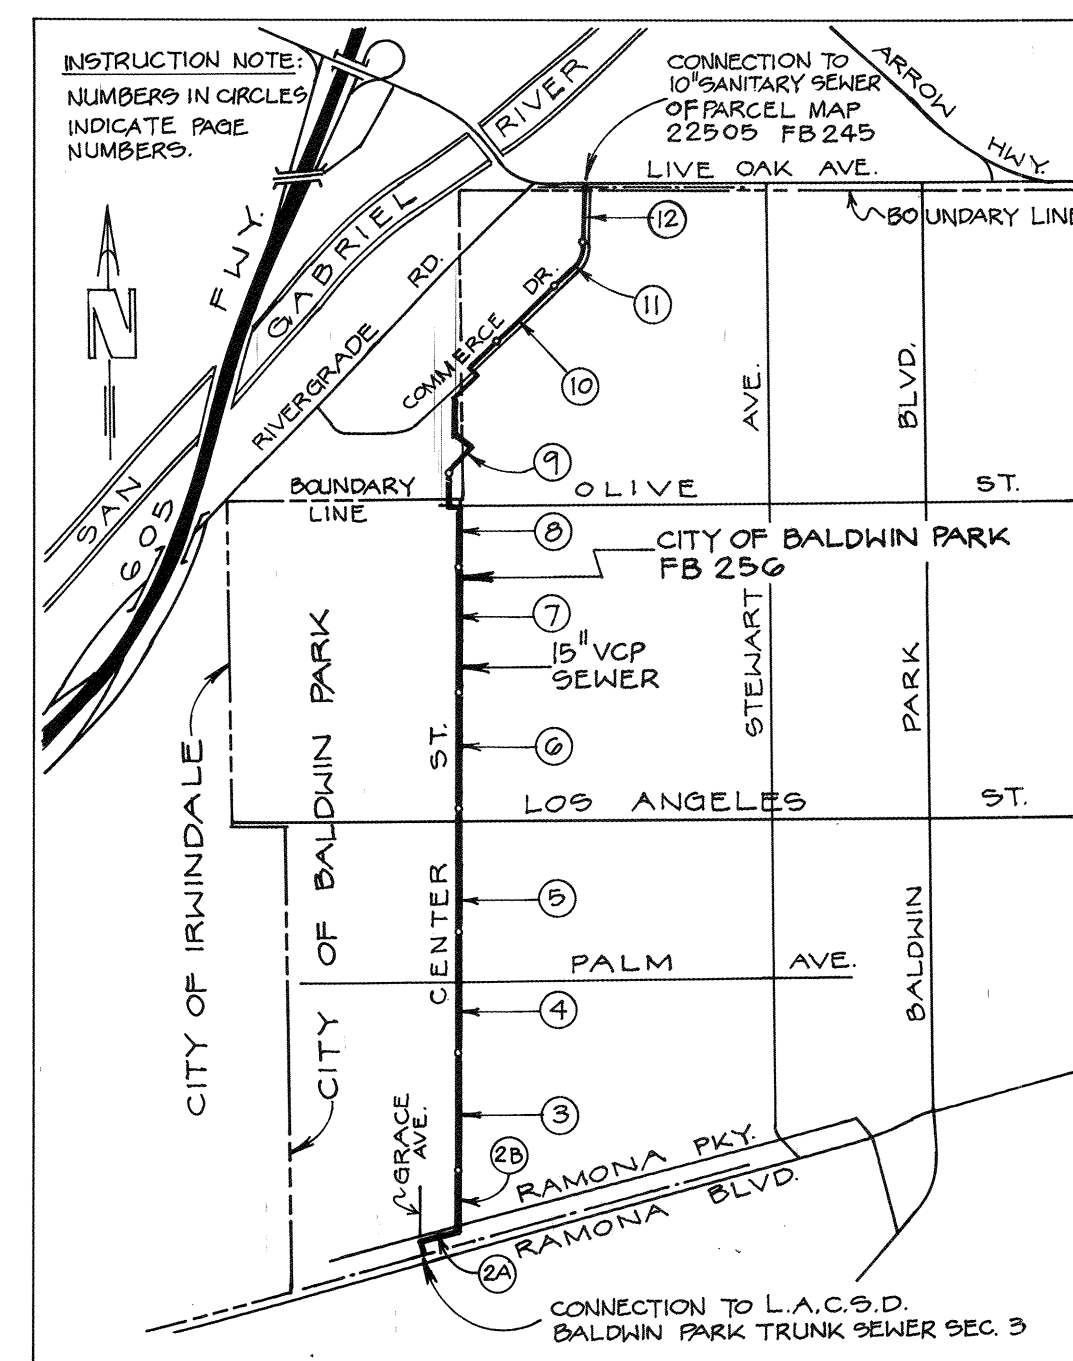 INSTRUCTION NOTE:
NUMBERS IN CIRCLES
INDICATE PAGE
NUMBERS.
CONNECTION TO
10" SANITARY SEWER
OF PARCEL MAP
22505 FB 245
ARROW HWY.
LIVE OAK AVE.
BOUNDARY LINE
SAN GABRIEL RIVER
605 FWY.
N
RIVERGRADE RD.
COMMERCE DR.
12
11
10
9
BOUNDARY
LINE
OLIVE ST.
8
CITY OF BALDWIN PARK
FB 256
7
15" VCP
SEWER
6
STEWART AVE.
BALDWIN PARK BLVD.
LOS ANGELES ST.
CENTER ST.
CITY OF IRWINDALE
CITY OF BALDWIN PARK
5
PALM AVE.
4
3
GRACE
AVE.
2B
RAMONA PKY.
RAMONA BLVD.
2A
CONNECTION TO L.A.C.S.D.
BALDWIN PARK TRUNK SEWER SEC. 3